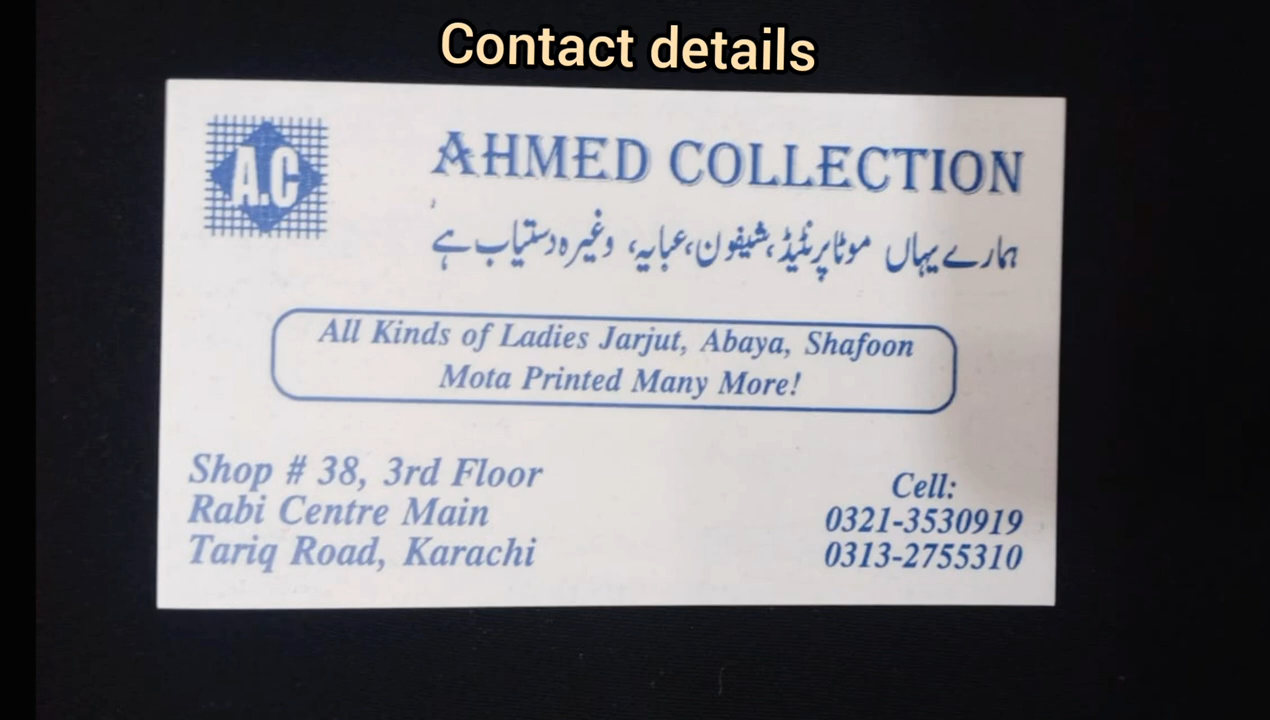 Contact details
A.C
AHMED COLLECTION
ہمارے یہاں موٹا پرنٹیڈ، شیفون، عبایہ، وغیرہ دستیاب ہے
All Kinds of Ladies Jarjut, Abaya, Shafoon
Mota Printed Many More!
Shop # 38, 3rd Floor
Rabi Centre Main
Tariq Road, Karachi
Cell:
0321-3530919
0313-2755310